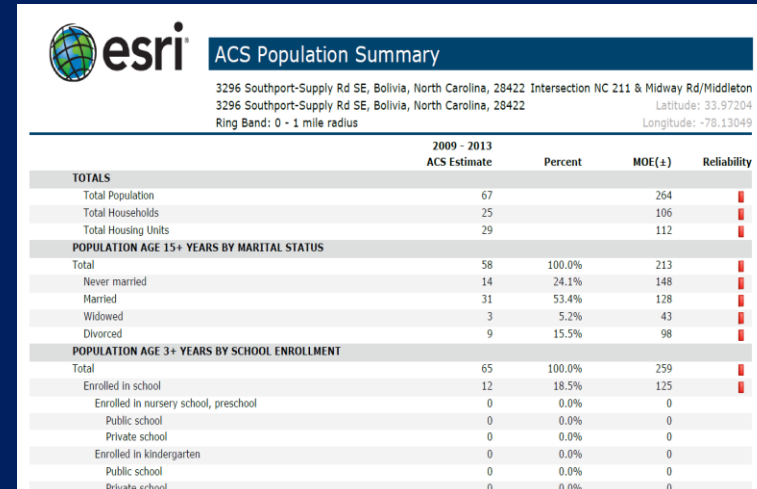 esri
ACS Population Summary
3296 Southport-Supply Rd SE, Bolivia, North Carolina, 28422 Intersection NC 211 & Midway Rd/Middleton
3296 Southport-Supply Rd SE, Bolivia, North Carolina, 28422 Latitude: 33.97204
Ring Band: 0 - 1 mile radius Longitude: -78.13049
2009 - 2013
ACS Estimate Percent MOE(±) Reliability
TOTALS
Total Population 67 264
Total Households 25 106
Total Housing Units 29 112
POPULATION AGE 15+ YEARS BY MARITAL STATUS
Total 58 100.0% 213
Never married 14 24.1% 148
Married 31 53.4% 128
Widowed 3 5.2% 43
Divorced 9 15.5% 98
POPULATION AGE 3+ YEARS BY SCHOOL ENROLLMENT
Total 65 100.0% 259
Enrolled in school 12 18.5% 125
Enrolled in nursery school, preschool 0 0.0% 0
Public school 0 0.0% 0
Private school 0 0.0% 0
Enrolled in kindergarten 0 0.0% 0
Public school 0 0.0% 0
Private school 0 0.0% 0